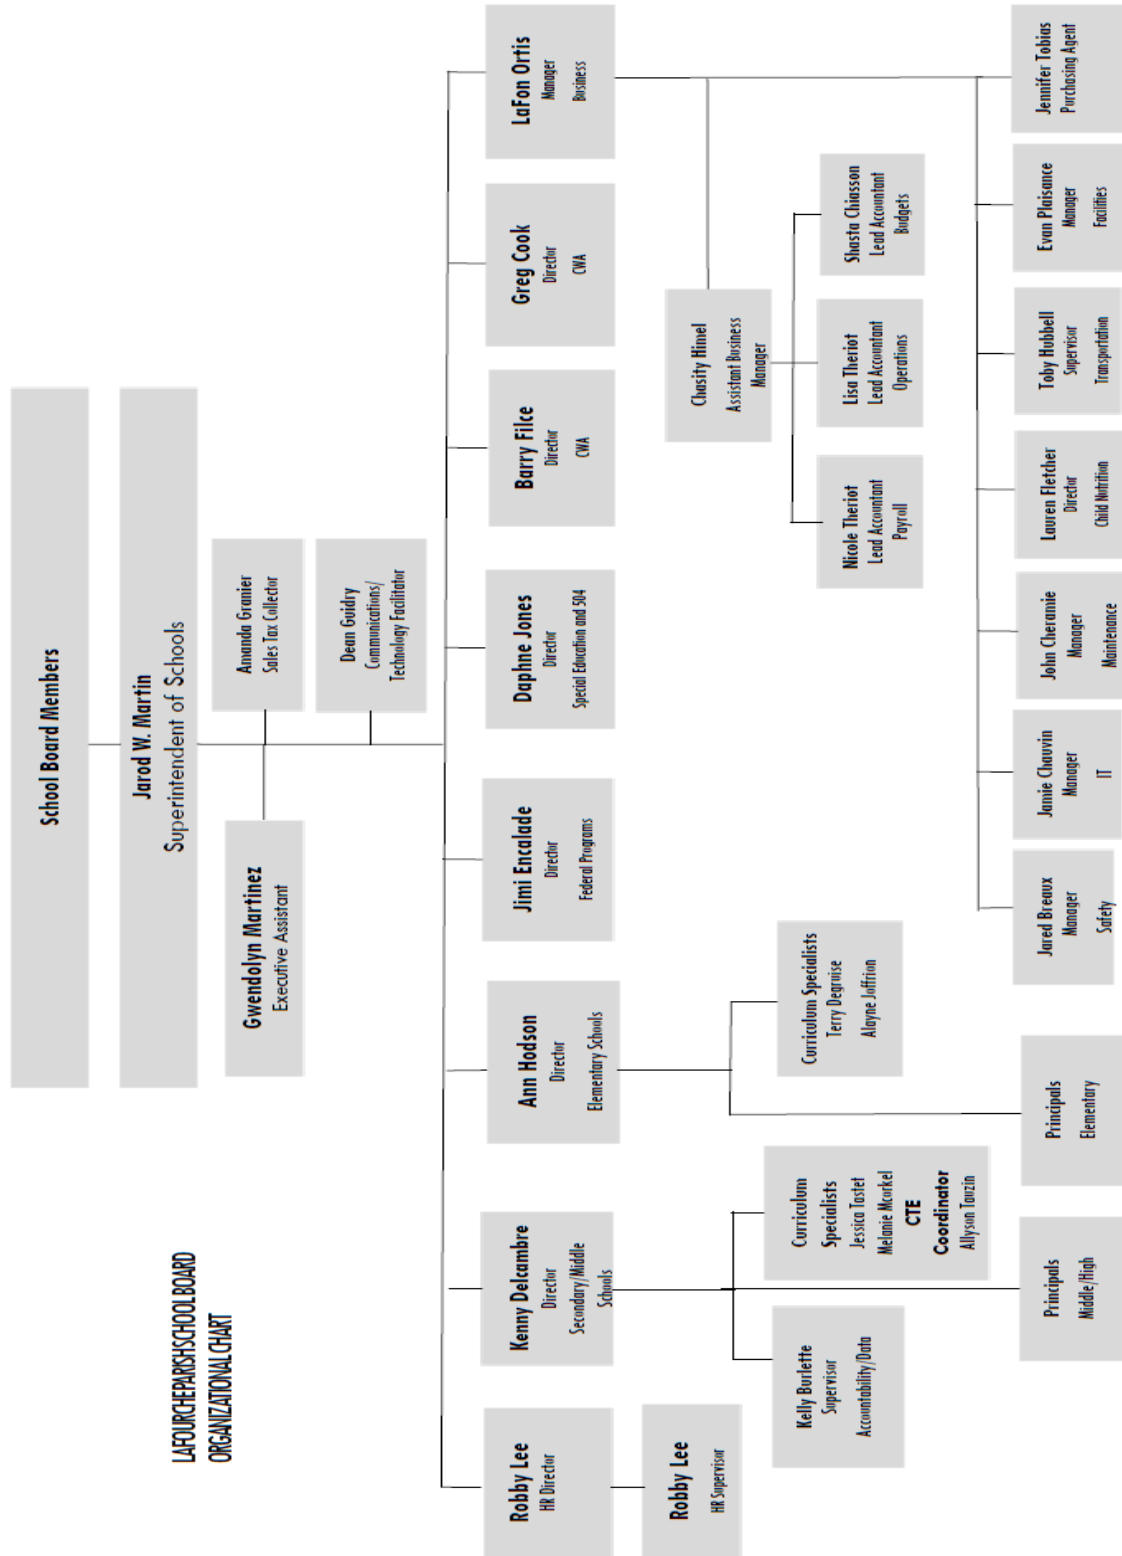 LAFOURCHEPARISHSCHOOLBOARD
ORGANIZATIONALCHART
School Board Members
Jarod W. Martin
Superintendent of Schools
Gwendolyn Martinez
Executive Assistant
Amanda Granier
Sales Tax Collector
Dean Guidry
Communications/
Technology Facilitator
Robby Lee
HR Director
Kenny Delcambre
Director
Secondary/Middle
Schools
Ann Hodson
Director
Elementary Schools
Jimi Encalade
Director
Federal Programs
Daphne Jones
Director
Special Education and 504
Barry Filce
Director
CWA
Greg Cook
Director
CWA
LaFon Ortis
Manager
Business
Robby Lee
HR Supervisor
Kelly Burlette
Supervisor
Accountability/Data
Curriculum
Specialists
Jessica Tastet
Melanie Mcorkel
CTE
Coordinator
Allyson Tauzin
Curriculum Specialists
Terry Degruise
Alayne Joffrion
Chasity Himel
Assistant Business
Manager
Nicole Theriot
Lead Accountant
Payroll
Lisa Theriot
Lead Accountant
Operations
Shasta Chiasson
Lead Accountant
Budgets
Principals
Middle/High
Principals
Elementary
Jared Breaux
Manager
Safety
Jamie Chauvin
Manager
IT
John Cheramie
Manager
Maintenance
Lauren Fletcher
Director
Child Nutrition
Toby Hubbell
Supervisor
Transportation
Evan Plaisance
Manager
Facilities
Jennifer Tobias
Purchasing Agent